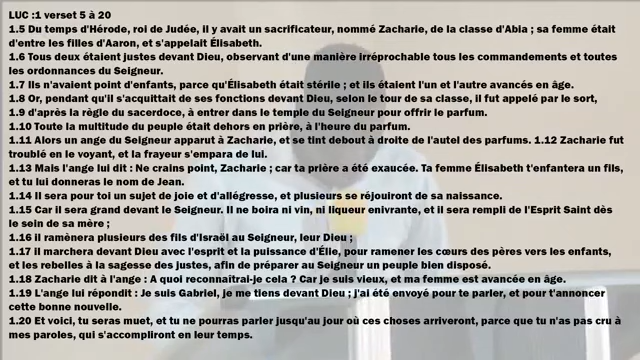 LUC :1 verset 5 à 20
1.5 Du temps d'Hérode, roi de Judée, il y avait un sacrificateur, nommé Zacharie, de la classe d'Abia ; sa femme était
d'entre les filles d'Aaron, et s'appelait Élisabeth.
1.6 Tous deux étaient justes devant Dieu, observant d'une manière irréprochable tous les commandements et toutes
les ordonnances du Seigneur.
1.7 Ils n'avaient point d'enfants, parce qu'Élisabeth était stérile ; et ils étaient l'un et l'autre avancés en âge.
1.8 Or, pendant qu'il s'acquittait de ses fonctions devant Dieu, selon le tour de sa classe, il fut appelé par le sort,
1.9 d'après la règle du sacerdoce, à entrer dans le temple du Seigneur pour offrir le parfum.
1.10 Toute la multitude du peuple était dehors en prière, à l'heure du parfum.
1.11 Alors un ange du Seigneur apparut à Zacharie, et se tint debout à droite de l'autel des parfums. 1.12 Zacharie fut
troublé en le voyant, et la frayeur s'empara de lui.
1.13 Mais l'ange lui dit : Ne crains point, Zacharie ; car ta prière a été exaucée. Ta femme Élisabeth t'enfantera un fils,
et tu lui donneras le nom de Jean.
1.14 Il sera pour toi un sujet de joie et d'allégresse, et plusieurs se réjouiront de sa naissance.
1.15 Car il sera grand devant le Seigneur. Il ne boira ni vin, ni liqueur enivrante, et il sera rempli de l'Esprit Saint dès
le sein de sa mère ;
1.16 il ramènera plusieurs des fils d'Israël au Seigneur, leur Dieu ;
1.17 il marchera devant Dieu avec l'esprit et la puissance d'Élie, pour ramener les cœurs des pères vers les enfants,
et les rebelles à la sagesse des justes, afin de préparer au Seigneur un peuple bien disposé.
1.18 Zacharie dit à l'ange : A quoi reconnaîtrai-je cela ? Car je suis vieux, et ma femme est avancée en âge.
1.19 L'ange lui répondit : Je suis Gabriel, je me tiens devant Dieu ; j'ai été envoyé pour te parler, et pour t'annoncer
cette bonne nouvelle.
1.20 Et voici, tu seras muet, et tu ne pourras parler jusqu'au jour où ces choses arriveront, parce que tu n'as pas cru à
mes paroles, qui s'accompliront en leur temps.